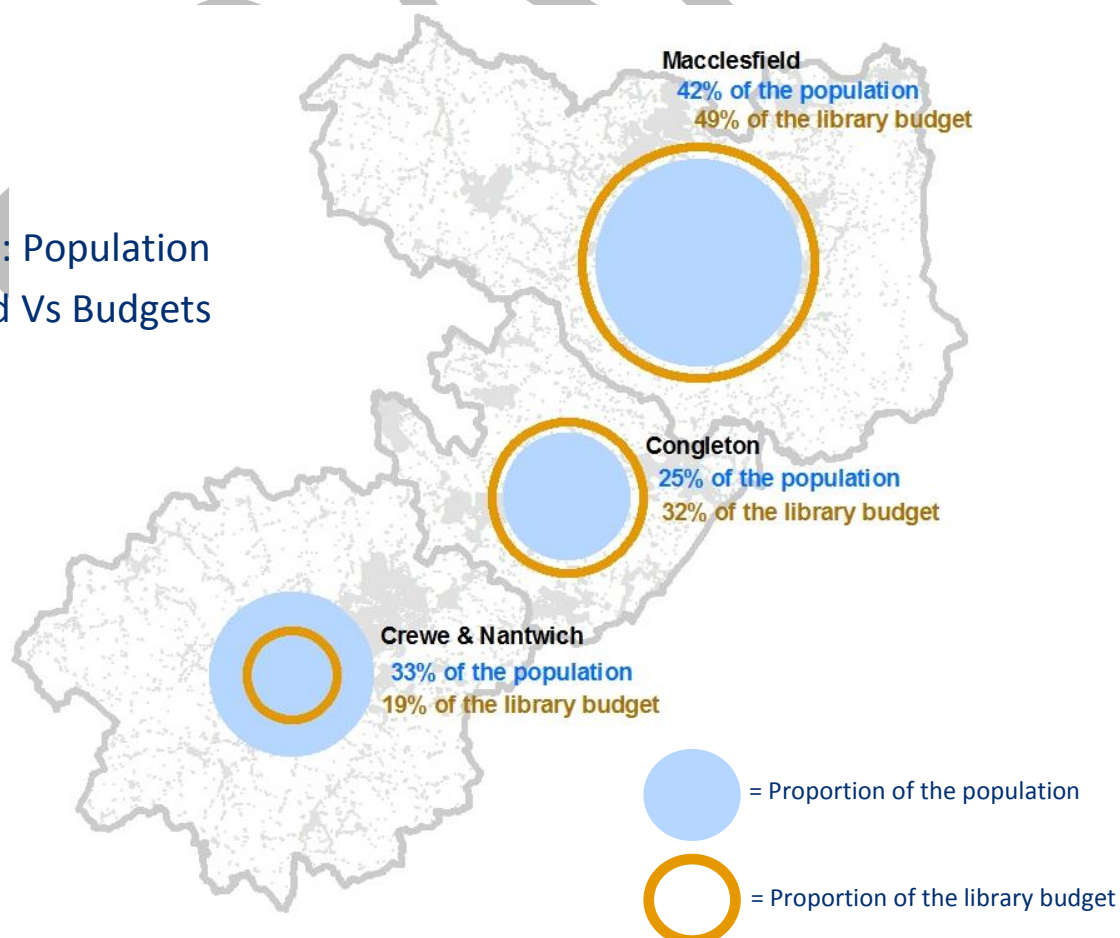 : Population
Vs Budgets
Macclesfield
42% of the population
49% of the library budget
Congleton
25% of the population
32% of the library budget
Crewe & Nantwich
33% of the population
19% of the library budget
= Proportion of the population
= Proportion of the library budget